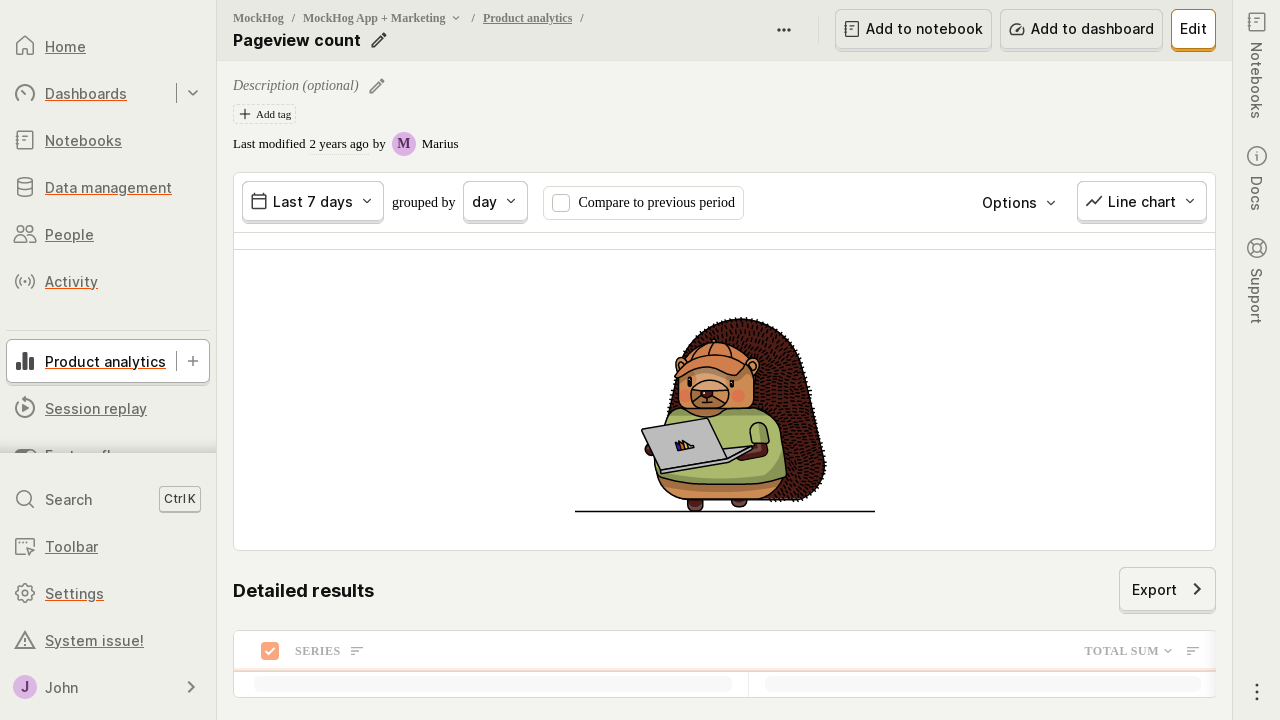 Home
Dashboards
Notebooks
Data management
People
Activity
Product analytics
Session replay
Search
Ctrl K
Toolbar
Settings
System issue!
J John
MockHog / MockHog App + Marketing / Product analytics /
Pageview count
Add to notebook
Add to dashboard
Edit
Description (optional)
Add tag
Last modified 2 years ago by M Marius
Last 7 days
grouped by
day
Compare to previous period
Options
Line chart
Detailed results
Export
SERIES
TOTAL SUM
Notebooks
Docs
Support